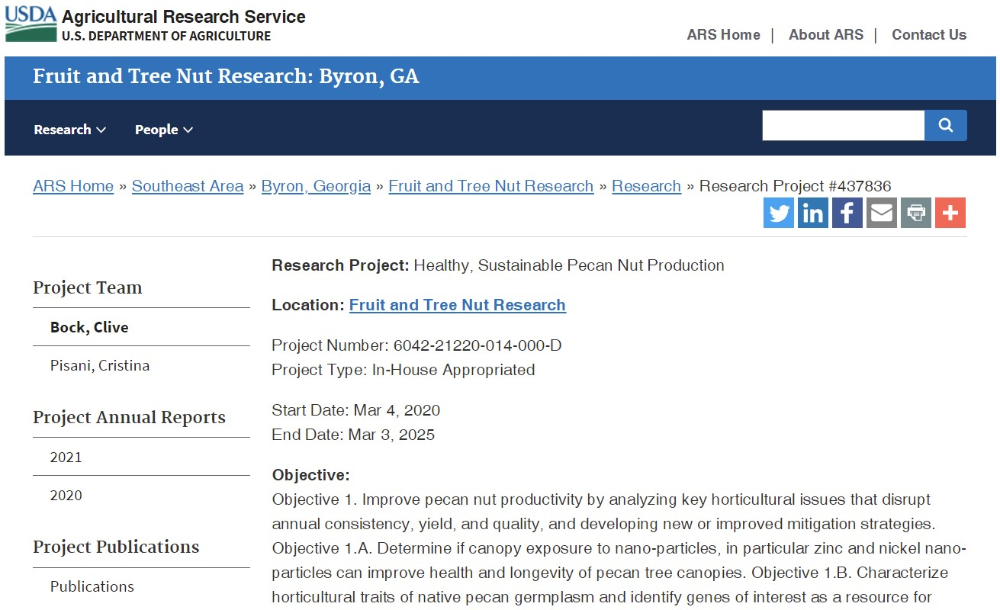 USDA Agricultural Research Service
U.S. DEPARTMENT OF AGRICULTURE
ARS Home | About ARS | Contact Us
Fruit and Tree Nut Research: Byron, GA
Research People
ARS Home » Southeast Area » Byron, Georgia » Fruit and Tree Nut Research » Research » Research Project #437836
Project Team
Bock, Clive
Pisani, Cristina
Project Annual Reports
2021
2020
Project Publications
Publications
Research Project: Healthy, Sustainable Pecan Nut Production
Location: Fruit and Tree Nut Research
Project Number: 6042-21220-014-000-D
Project Type: In-House Appropriated
Start Date: Mar 4, 2020
End Date: Mar 3, 2025
Objective:
Objective 1. Improve pecan nut productivity by analyzing key horticultural issues that disrupt
annual consistency, yield, and quality, and developing new or improved mitigation strategies.
Objective 1.A. Determine if canopy exposure to nano-particles, in particular zinc and nickel nano-
particles can improve health and longevity of pecan tree canopies. Objective 1.B. Characterize
horticultural traits of native pecan germplasm and identify genes of interest as a resource for